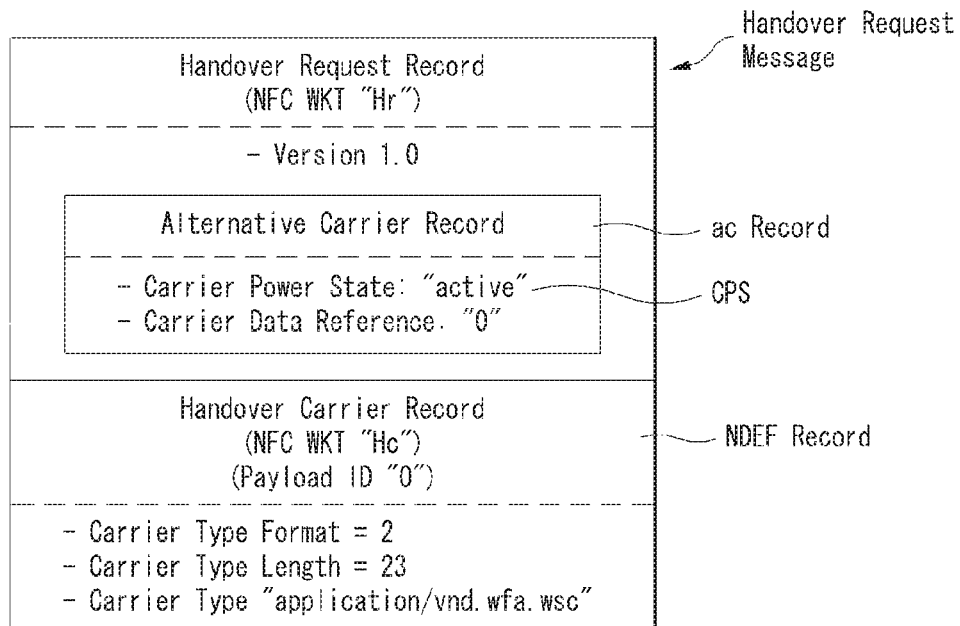 Handover Request
Message
Handover Request Record
(NFC WKT "Hr")
- Version 1.0
Alternative Carrier Record
ac Record
- Carrier Power State: "active"
CPS
- Carrier Data Reference. "0"
Handover Carrier Record
(NFC WKT "Hc")
(Payload ID "0")
NDEF Record
- Carrier Type Format = 2
- Carrier Type Length = 23
- Carrier Type "application/vnd.wfa.wsc"